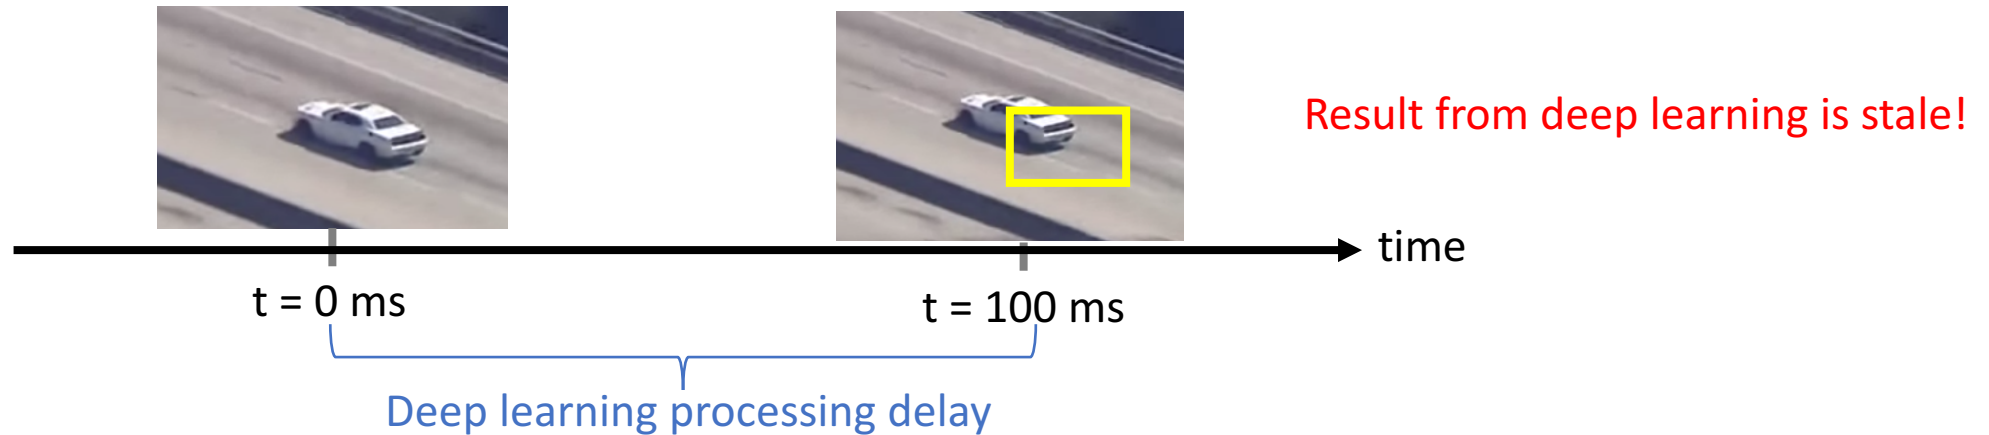 Result from deep learning is stale!
time
t = 0 ms
t = 100 ms
Deep learning processing delay